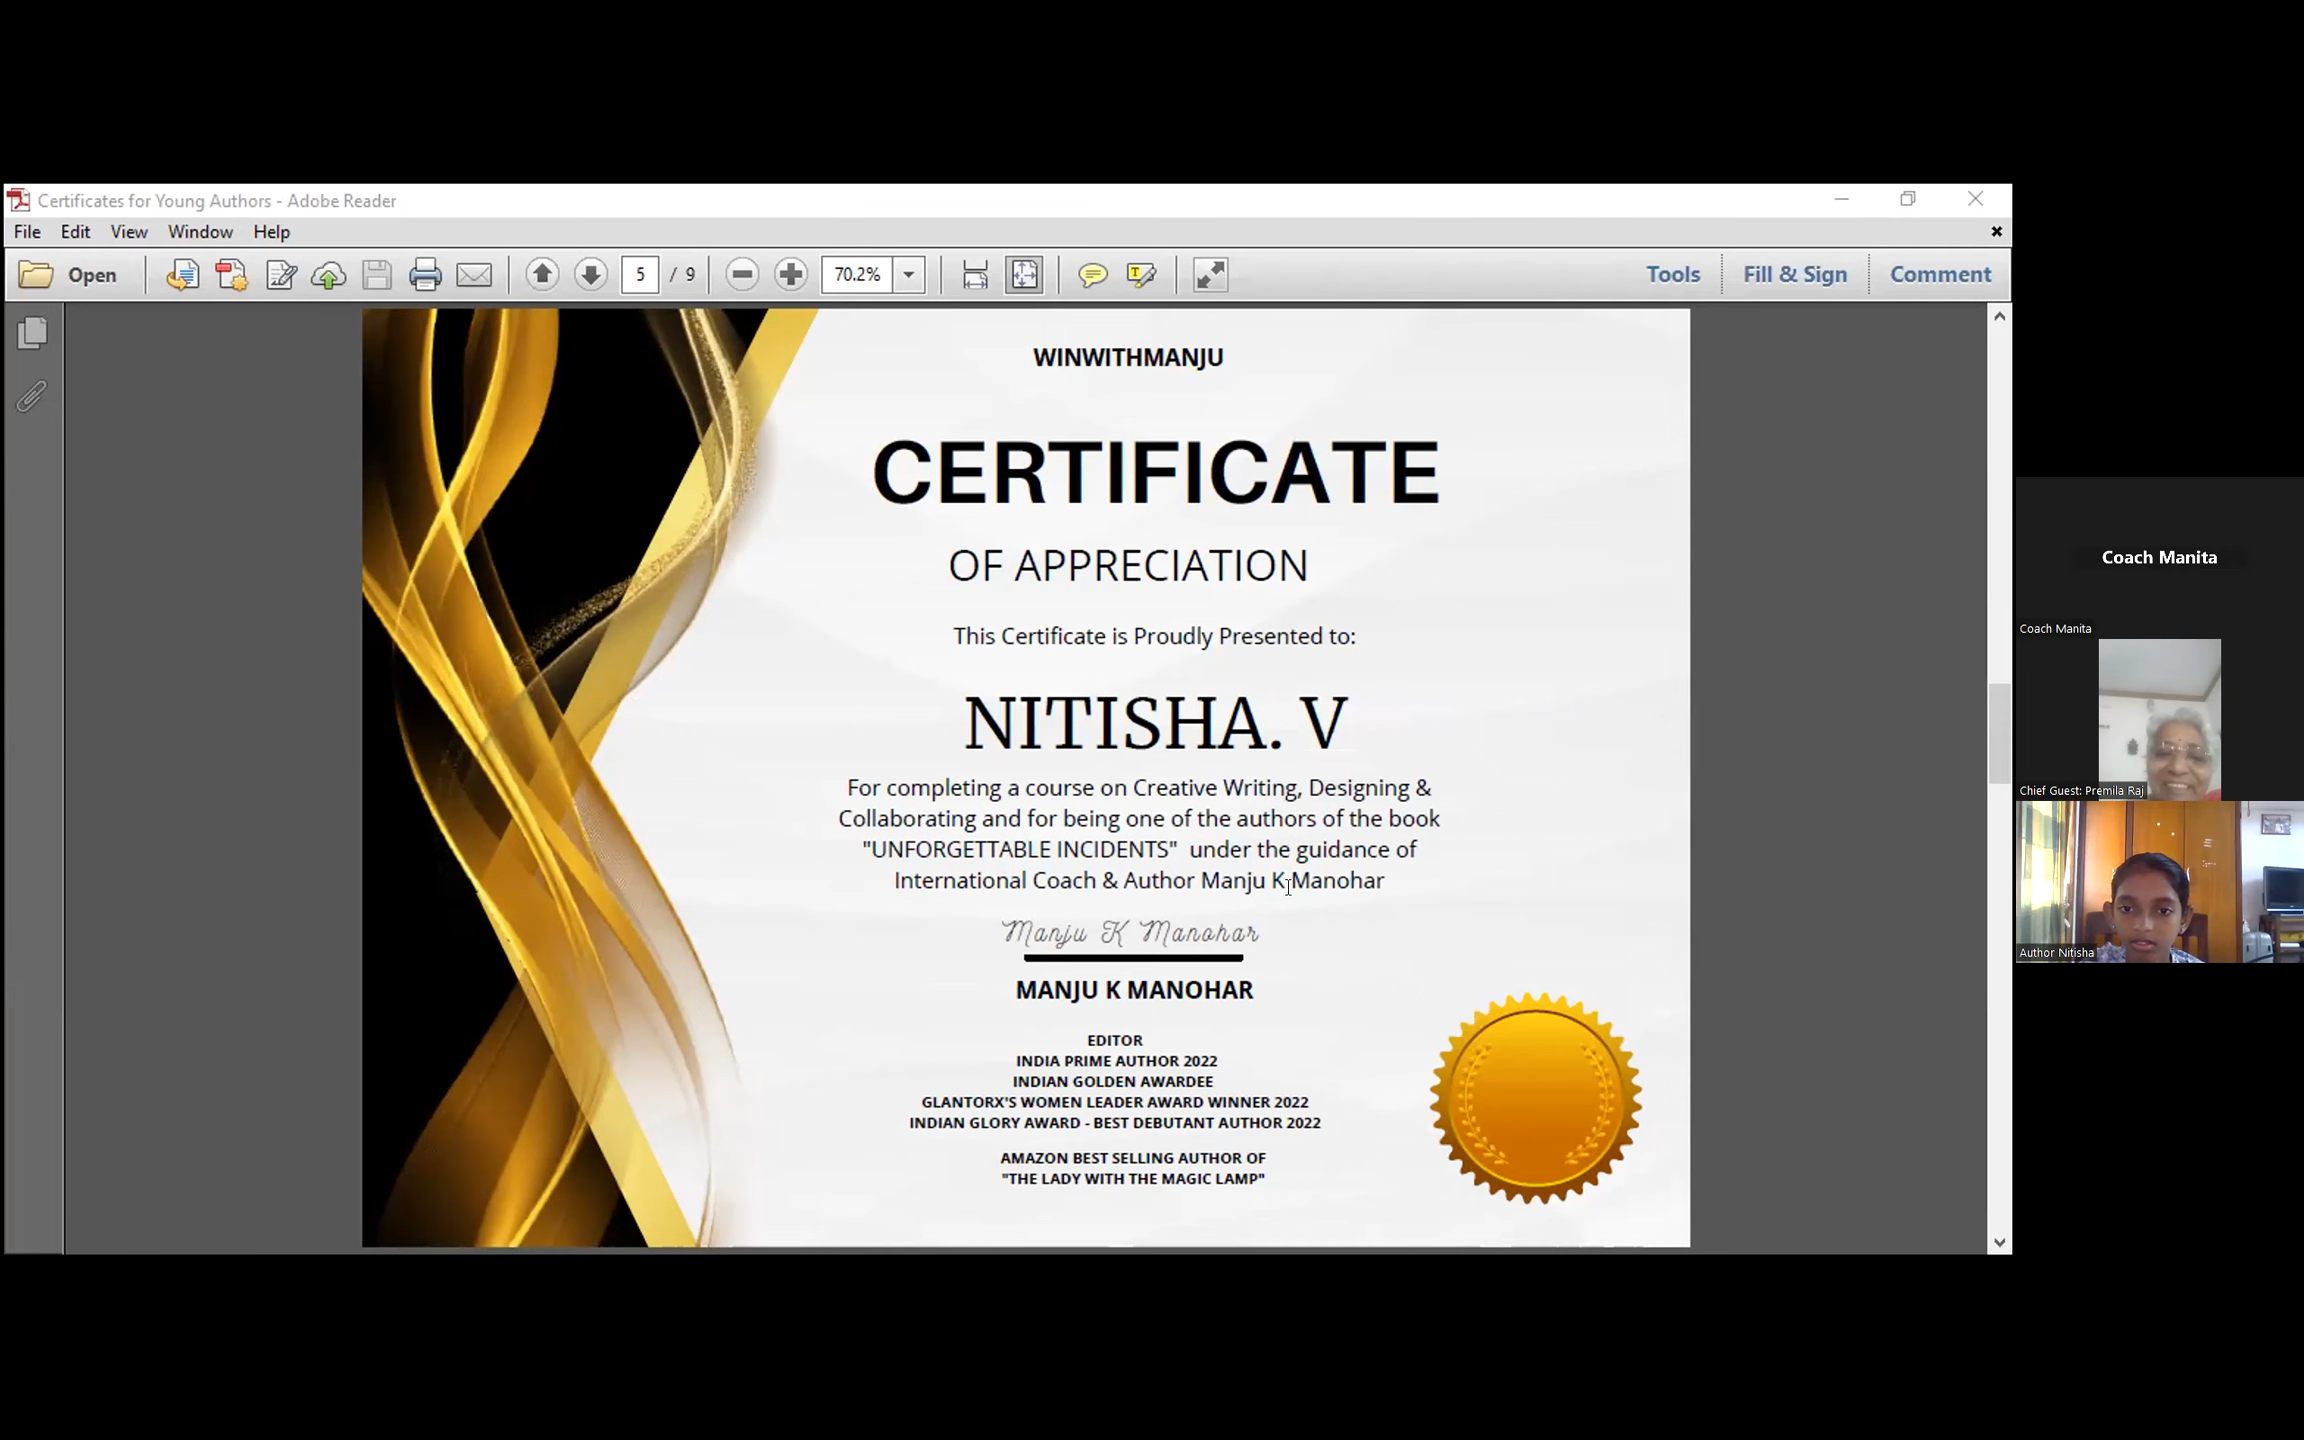 Certificates for Young Authors - Adobe Reader
File Edit View Window Help
Open 5 / 9 70.2% Tools Fill & Sign Comment
WINWITHMANJU
CERTIFICATE
OF APPRECIATION
This Certificate is Proudly Presented to:
NITISHA. V
For completing a course on Creative Writing, Designing &
Collaborating and for being one of the authors of the book
"UNFORGETTABLE INCIDENTS" under the guidance of
International Coach & Author Manju K Manohar
Manju K Manohar
MANJU K MANOHAR
EDITOR
INDIA PRIME AUTHOR 2022
INDIAN GOLDEN AWARDEE
GLANTORX'S WOMEN LEADER AWARD WINNER 2022
INDIAN GLORY AWARD - BEST DEBUTANT AUTHOR 2022
AMAZON BEST SELLING AUTHOR OF
"THE LADY WITH THE MAGIC LAMP"
Coach Manita
Coach Manita
Chief Guest: Premila Raj
Author Nitisha